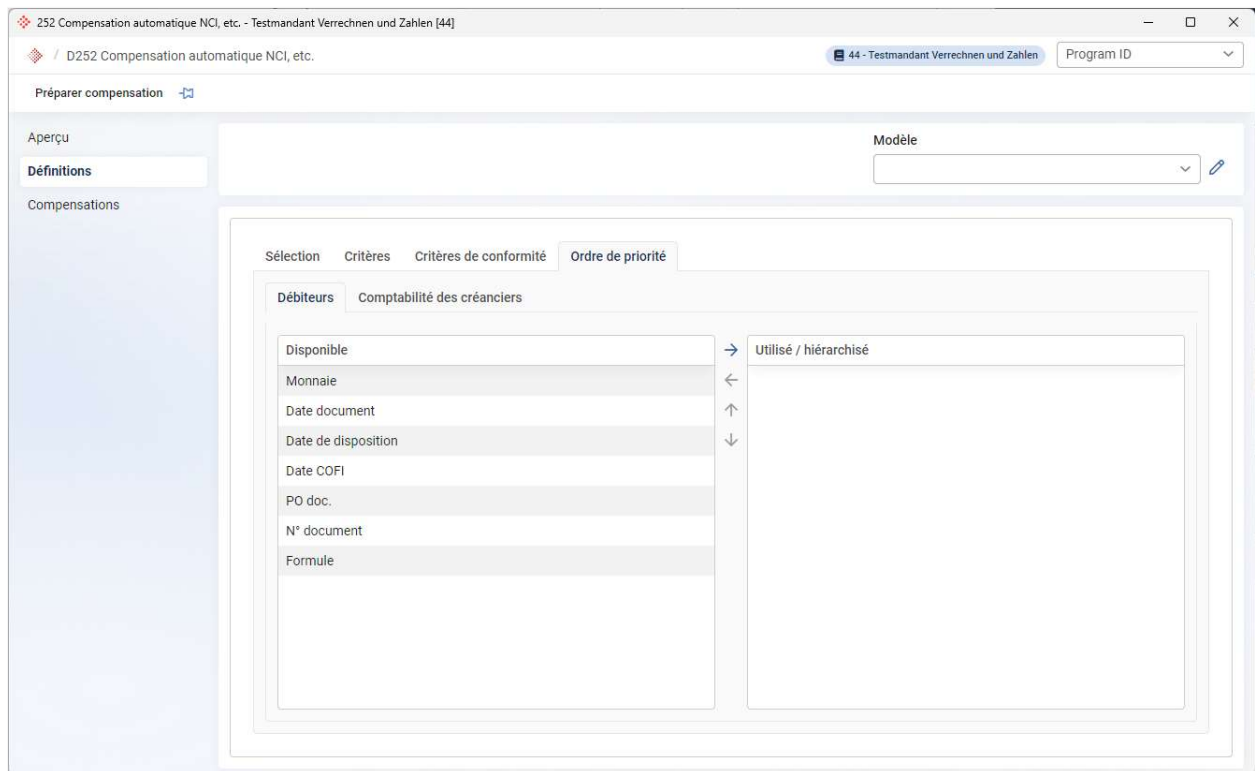 252 Compensation automatique NCI, etc. - Testmandant Verrechnen und Zahlen [44]
/ D252 Compensation automatique NCI, etc.
44 - Testmandant Verrechnen und Zahlen
Program ID
Préparer compensation
Aperçu
Définitions
Compensations
Modèle
Sélection Critères Critères de conformité Ordre de priorité
Débiteurs Comptabilité des créanciers
Disponible
Monnaie
Date document
Date de disposition
Date COFI
PO doc.
N° document
Formule
Utilisé / hiérarchisé